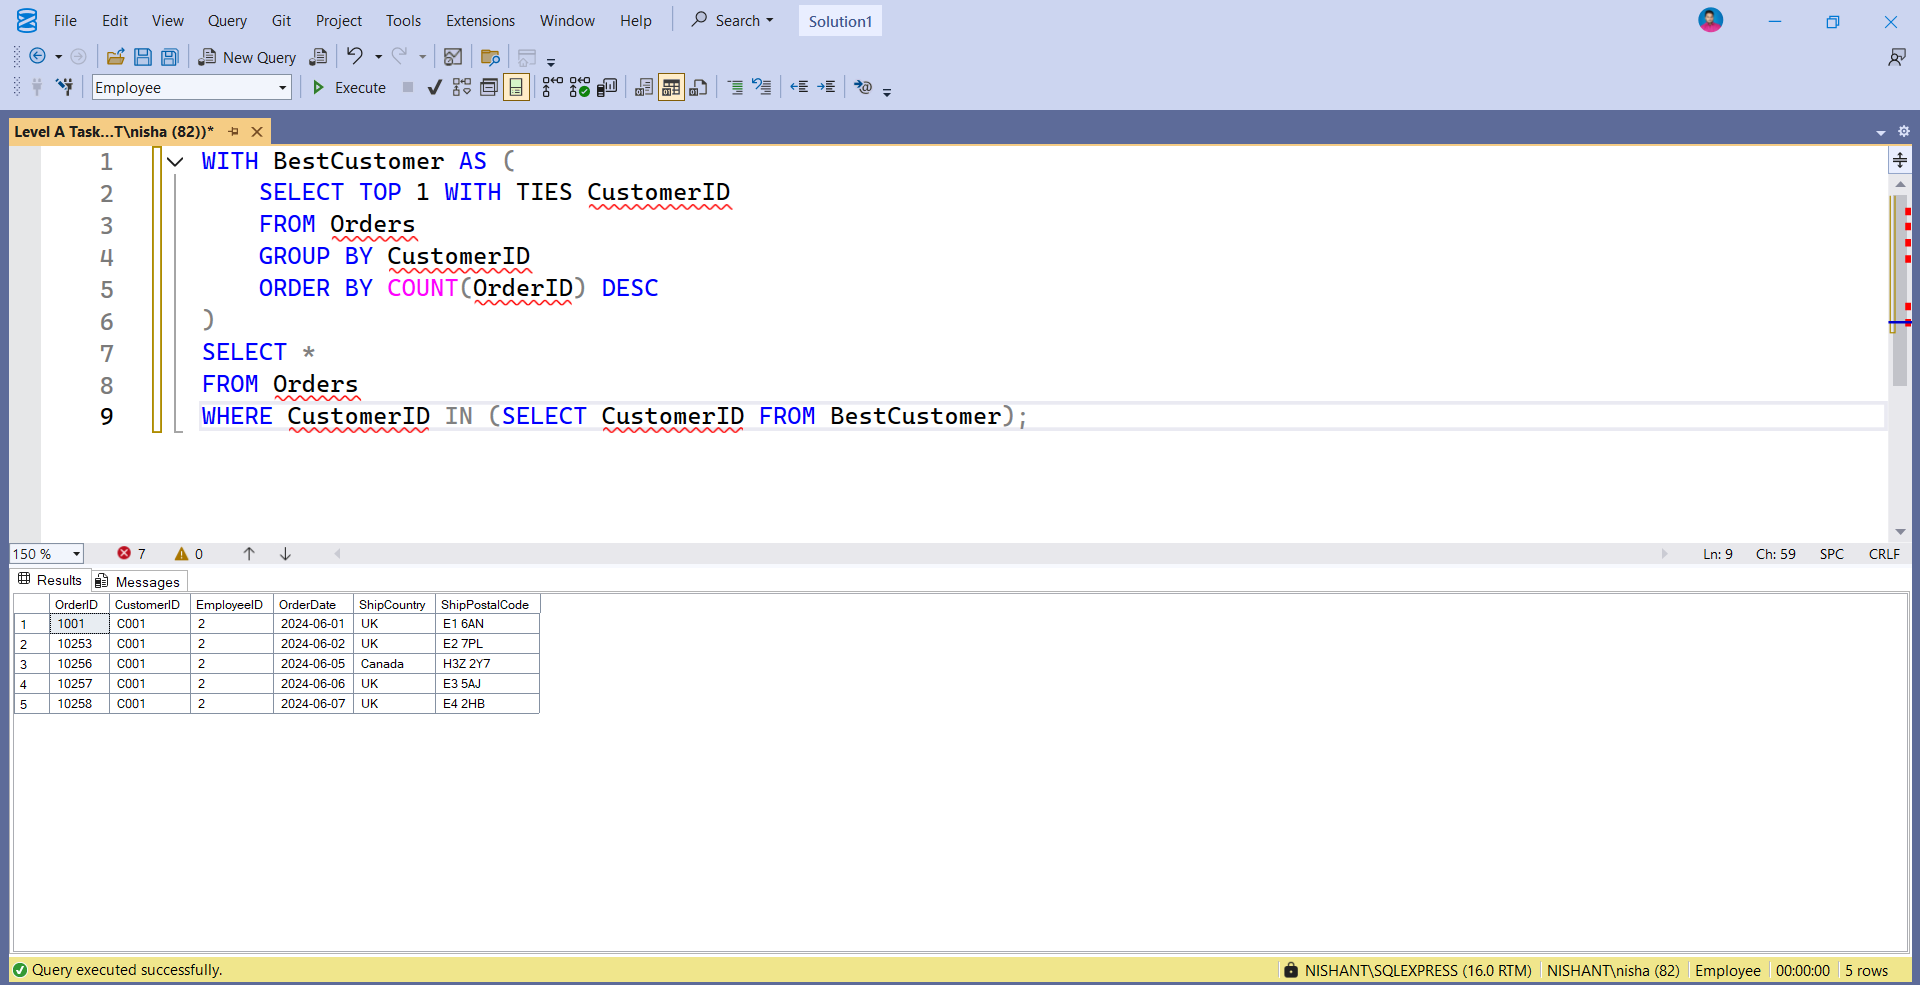 File Edit View Query Git Project Tools Extensions Window Help Search Solution1
New Query
Employee Execute
Level A Task...T\nisha (82))*
1 WITH BestCustomer AS (
2 SELECT TOP 1 WITH TIES CustomerID
3 FROM Orders
4 GROUP BY CustomerID
5 ORDER BY COUNT(OrderID) DESC
6 )
7 SELECT *
8 FROM Orders
9 WHERE CustomerID IN (SELECT CustomerID FROM BestCustomer);
150 % 7 0 Ln: 9 Ch: 59 SPC CRLF
Results Messages
OrderID CustomerID EmployeeID OrderDate ShipCountry ShipPostalCode
1 1001 C001 2 2024-06-01 UK E1 6AN
2 10253 C001 2 2024-06-02 UK E2 7PL
3 10256 C001 2 2024-06-05 Canada H3Z 2Y7
4 10257 C001 2 2024-06-06 UK E3 5AJ
5 10258 C001 2 2024-06-07 UK E4 2HB
Query executed successfully. NISHANT\SQLEXPRESS (16.0 RTM) NISHANT\nisha (82) Employee 00:00:00 5 rows